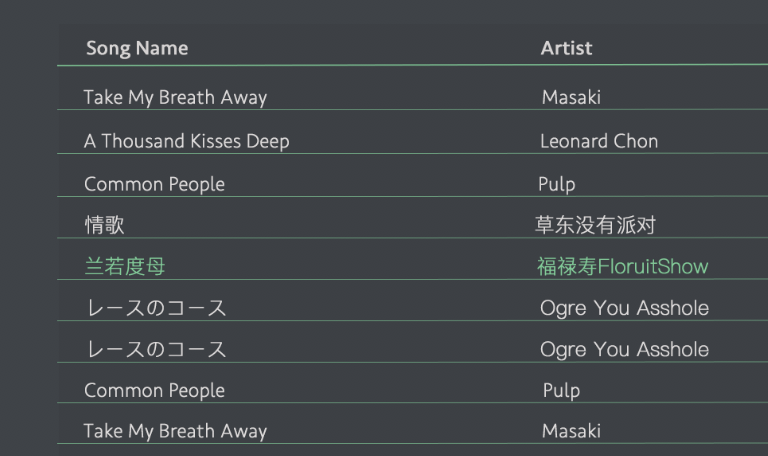 Song Name Artist
Take My Breath Away Masaki
A Thousand Kisses Deep Leonard Chon
Common People Pulp
情歌 草东没有派对
兰若度母 福禄寿FloruitShow
レースのコース Ogre You Asshole
レースのコース Ogre You Asshole
Common People Pulp
Take My Breath Away Masaki